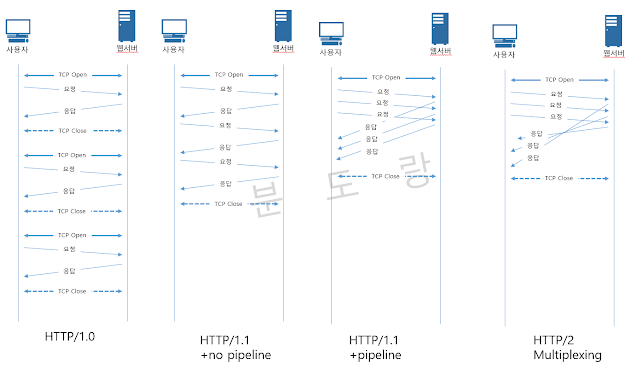 사용자
웹서버
TCP Open
요청
응답
TCP Close
TCP Open
요청
응답
TCP Close
TCP Open
요청
응답
TCP Close
HTTP/1.0
사용자
웹서버
TCP Open
요청
응답
요청
응답
요청
응답
TCP Close
HTTP/1.1
+no pipeline
사용자
웹서버
TCP Open
요청
요청
요청
응답
응답
응답
TCP Close
HTTP/1.1
+pipeline
사용자
웹서버
TCP Open
요청
요청
요청
응답
응답
응답
TCP Close
HTTP/2
Multiplexing
분 도 랑